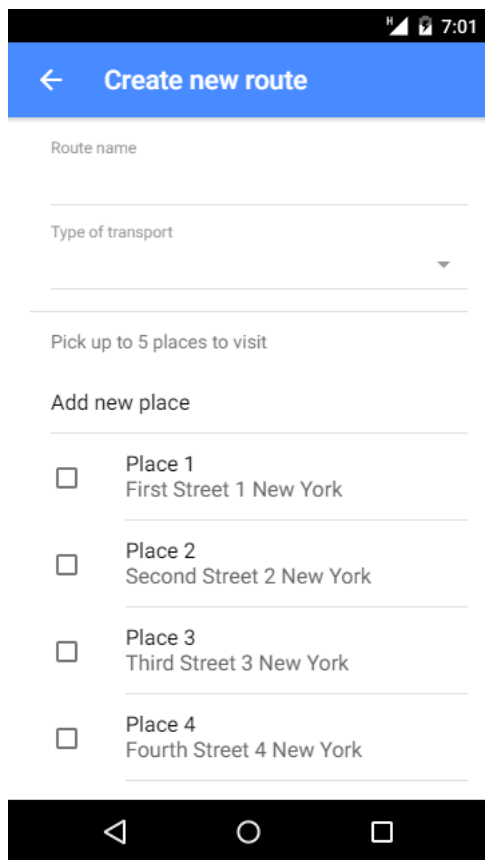 H 7:01
Create new route
Route name
Type of transport
Pick up to 5 places to visit
Add new place
Place 1
First Street 1 New York
Place 2
Second Street 2 New York
Place 3
Third Street 3 New York
Place 4
Fourth Street 4 New York